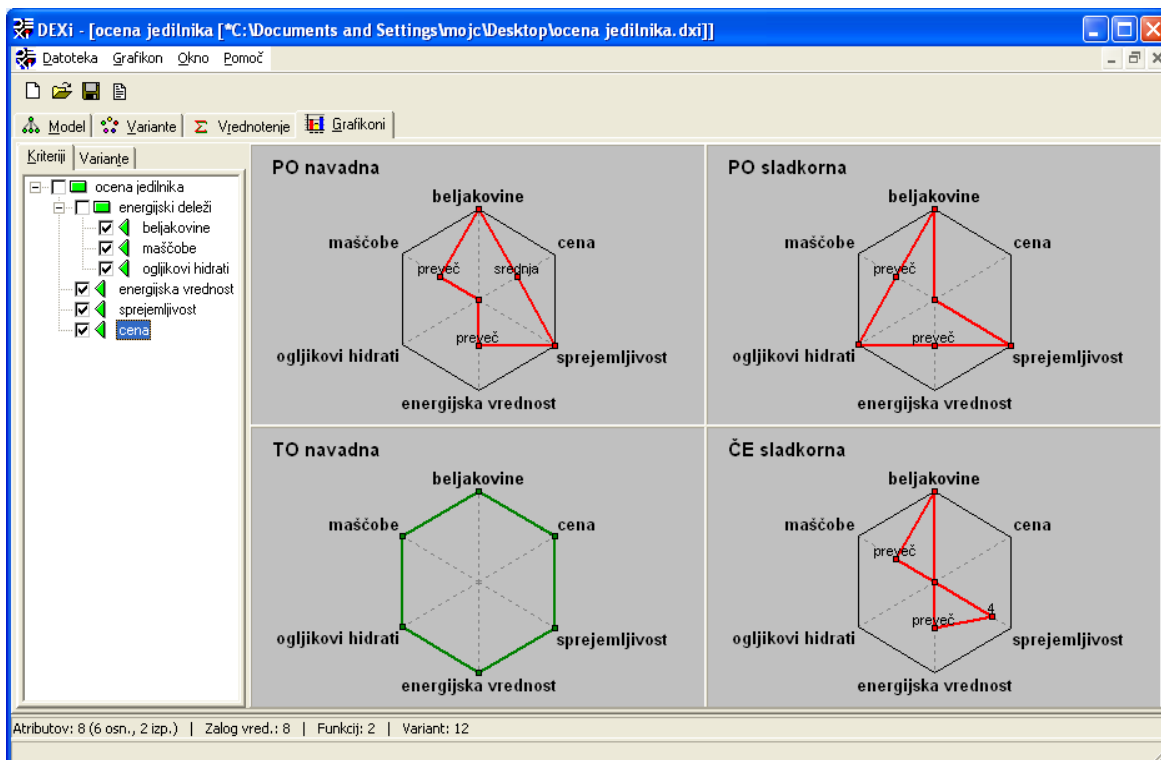 DEXi - [ocena jedilnika [*C:\Documents and Settings\mojc\Desktop\ocena jedilnika.dxi]]
Datoteka Grafikon Okno Pomoč
Model Variante Vrednotenje Grafikoni
Kriteriji Variante
ocena jedilnika
energijski deleži
beljakovine
maščobe
ogljikovi hidrati
energijska vrednost
sprejemljivost
cena
PO navadna
beljakovine
maščobe
cena
preveč
srednja
preveč
ogljikovi hidrati
sprejemljivost
energijska vrednost
PO sladkorna
beljakovine
maščobe
cena
preveč
preveč
ogljikovi hidrati
sprejemljivost
energijska vrednost
TO navadna
beljakovine
maščobe
cena
ogljikovi hidrati
sprejemljivost
energijska vrednost
ČE sladkorna
beljakovine
maščobe
cena
preveč
4
preveč
ogljikovi hidrati
sprejemljivost
energijska vrednost
Atributov: 8 (6 osn., 2 izp.) | Zalog vred.: 8 | Funkcij: 2 | Variant: 12